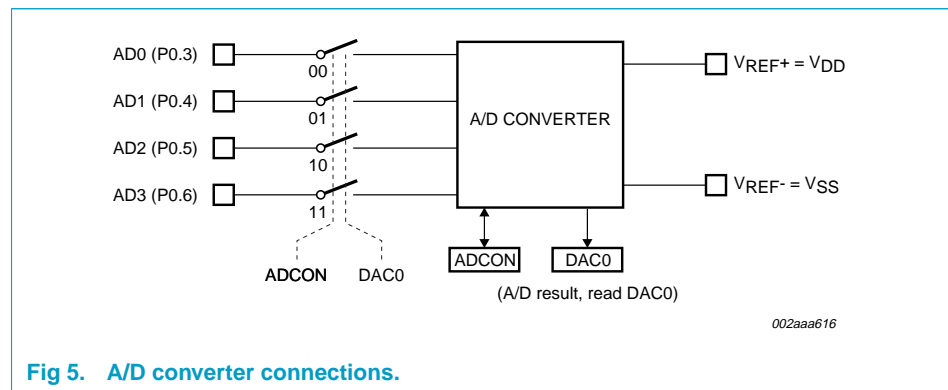 AD0 (P0.3)
00
VREF+ = VDD
AD1 (P0.4)
01
A/D CONVERTER
AD2 (P0.5)
10
AD3 (P0.6)
11
VREF- = VSS
ADCON DAC0
ADCON DAC0
(A/D result, read DAC0)
002aaa616
Fig 5. A/D converter connections.